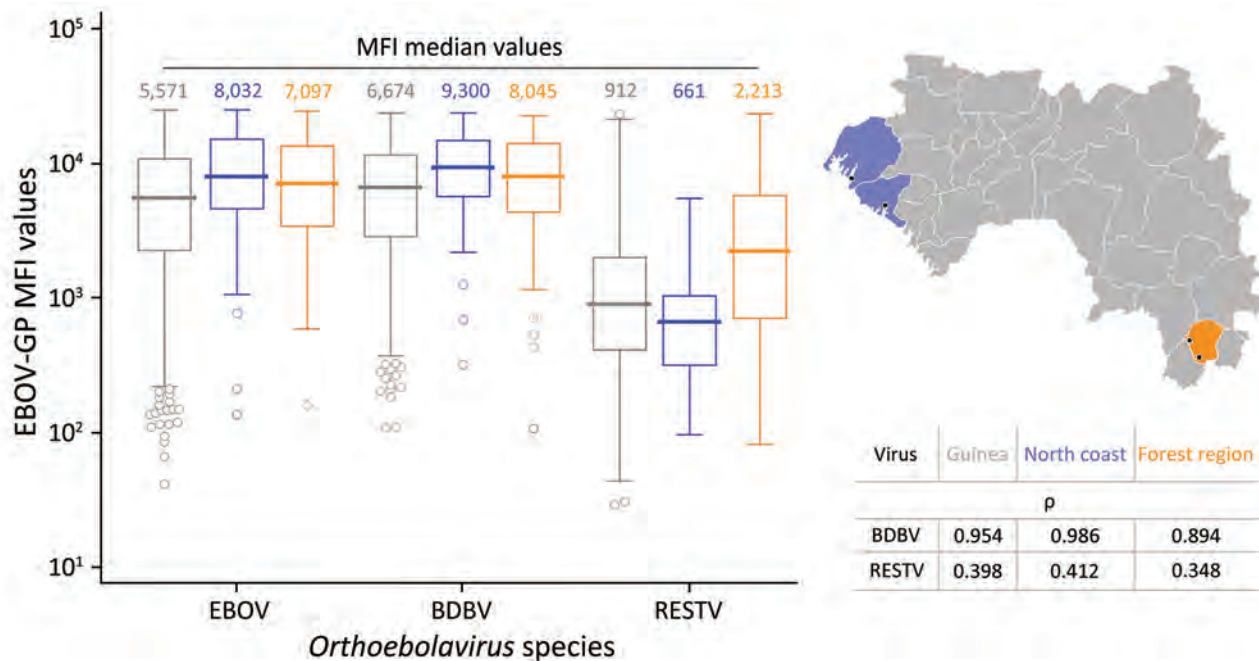 10⁵
MFI median values
5,571 8,032 7,097 6,674 9,300 8,045 912 661 2,213
10⁴
10³
10²
10¹
EBOV-GP MFI values
EBOV BDBV RESTV
Orthoebolavirus species
Virus Guinea North coast Forest region
ρ
BDBV 0.954 0.986 0.894
RESTV 0.398 0.412 0.348